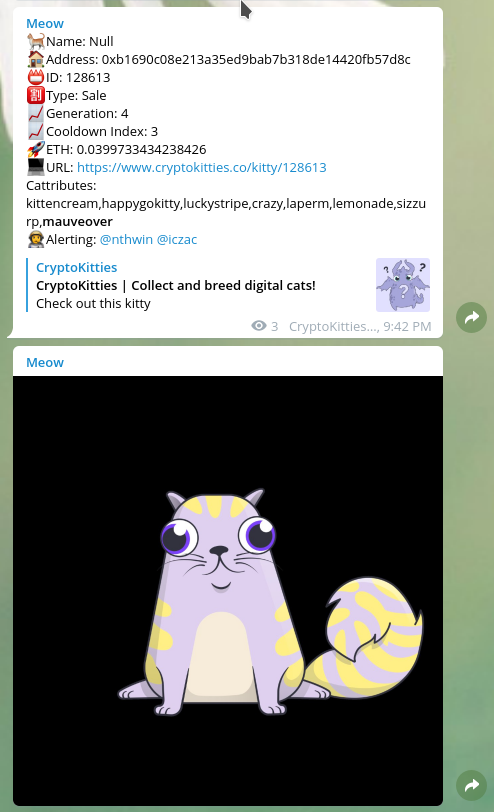 Meow
🐈Name: Null
🏠Address: 0xb1690c08e213a35ed9bab7b318de14420fb57d8c
📛ID: 128613
🈹Type: Sale
📈Generation: 4
📈Cooldown Index: 3
🚀ETH: 0.0399733434238426
💻URL: https://www.cryptokitties.co/kitty/128613
Cattributes:
kittencream,happygokitty,luckystripe,crazy,laperm,lemonade,sizzu
rp,mauveover
👩‍🚀Alerting: @nthwin @iczac
CryptoKitties
CryptoKitties | Collect and breed digital cats!
Check out this kitty
? ? ?
3 CryptoKitties..., 9:42 PM
Meow